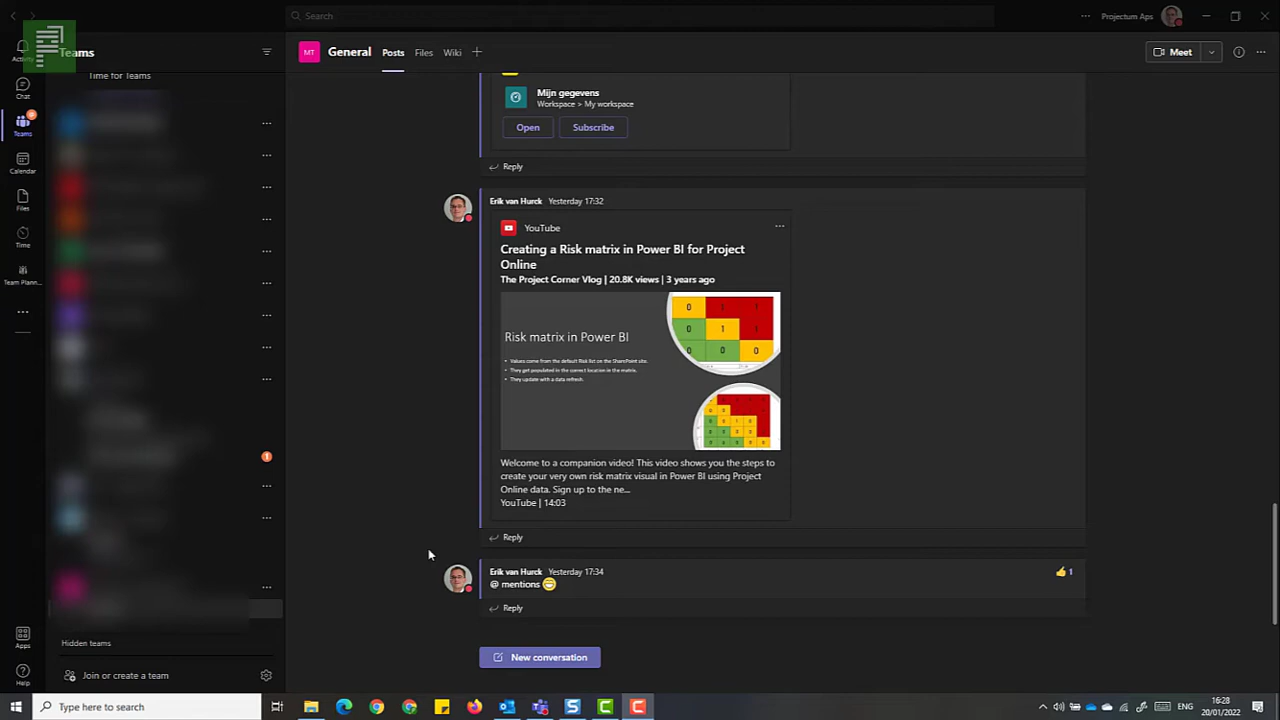 Search
Projectum Aps
Activity
Teams
MT General Posts Files Wiki
Meet
Time for Teams
Chat
Teams
Calendar
Files
Time
Team Plann...
Mijn gegevens
Workspace > My workspace
Open Subscribe
Reply
Erik van Hurck Yesterday 17:32
YouTube
Creating a Risk matrix in Power BI for Project
Online
The Project Corner Vlog | 20.8K views | 3 years ago
Risk matrix in Power BI
• Values come from the default Risk list on the SharePoint site.
• They get populated in the correct location in the matrix.
• They update with a data refresh.
0 1 1
0 1 1
0 0 0
Welcome to a companion video! This video shows you the steps to
create your very own risk matrix visual in Power BI using Project
Online data. Sign up to the ne...
YouTube | 14:03
Reply
1
Erik van Hurck Yesterday 17:34
@ mentions
1
Reply
New conversation
Hidden teams
Apps
Join or create a team
Help
Type here to search
ENG
16:28
20/01/2022